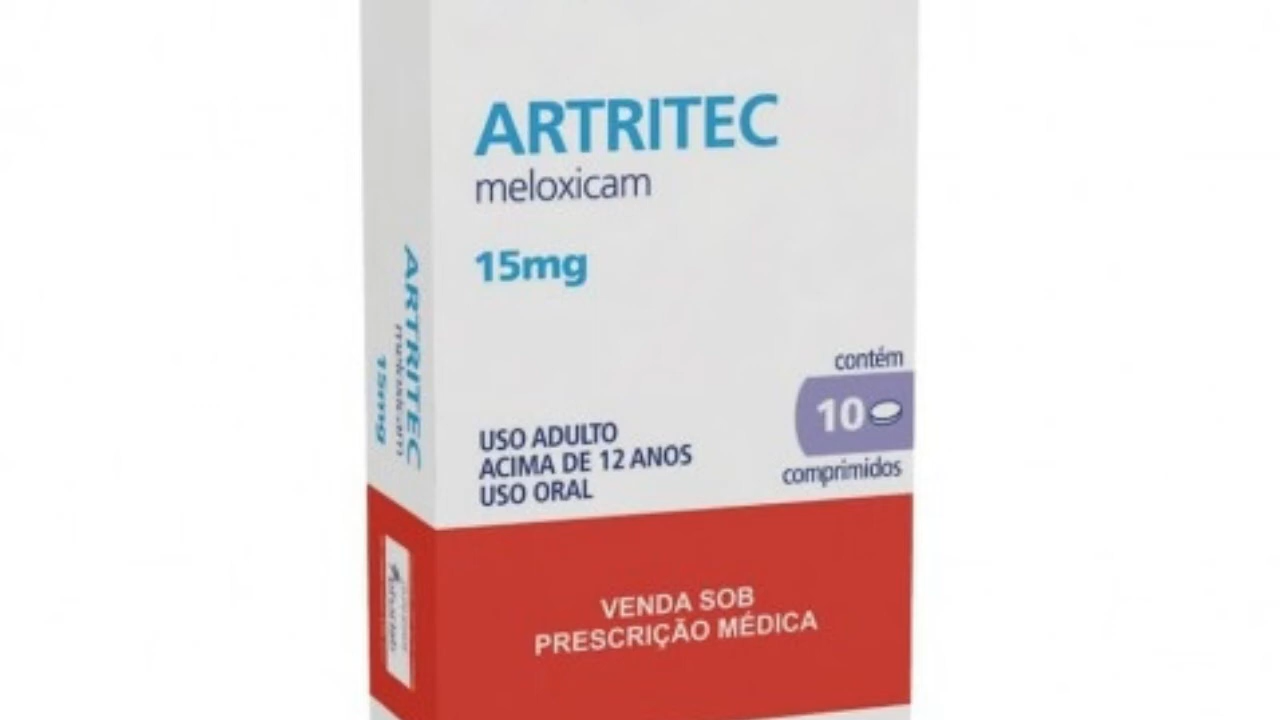 ARTRITEC
meloxicam
15mg
contém
10
comprimidos
USO ADULTO
ACIMA DE 12 ANOS
USO ORAL
VENDA SOB
PRESCRIÇÃO MÉDICA
ARTRITEC
meloxicam
15mg